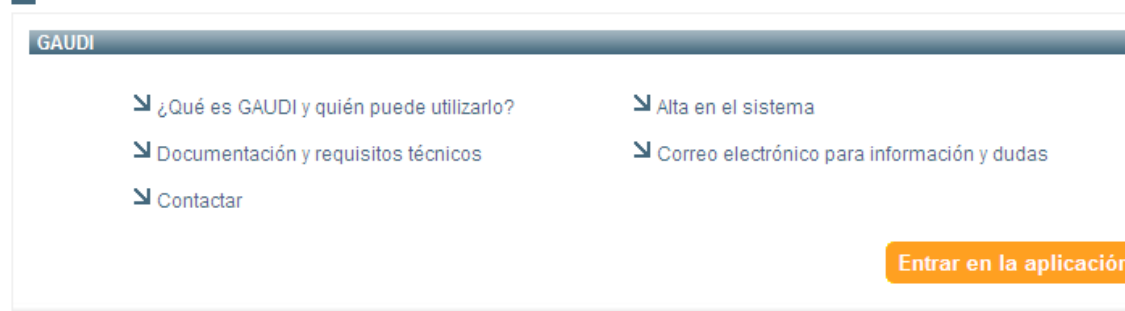 GAUDI
¿Qué es GAUDI y quién puede utilizarlo?
Alta en el sistema
Documentación y requisitos técnicos
Correo electrónico para información y dudas
Contactar
Entrar en la aplicación